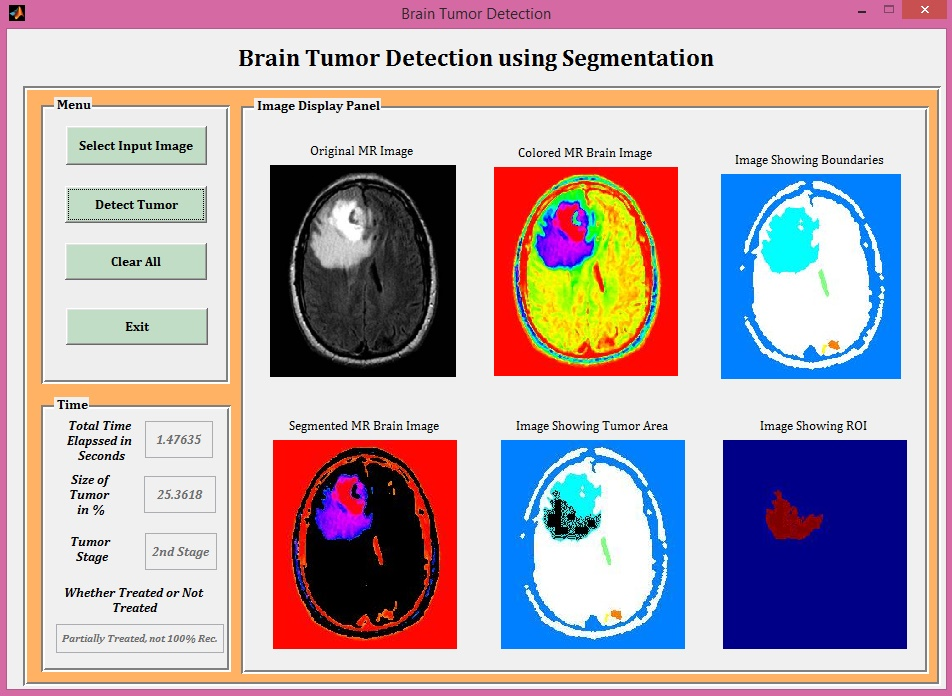 Brain Tumor Detection
Brain Tumor Detection using Segmentation
Menu
Select Input Image
Detect Tumor
Clear All
Exit
Time
Total Time
Elapssed in
Seconds
1.47635
Size of
Tumor
in %
25.3618
Tumor
Stage
2nd Stage
Whether Treated or Not
Treated
Partially Treated, not 100% Rec.
Image Display Panel
Original MR Image
Colored MR Brain Image
Image Showing Boundaries
Segmented MR Brain Image
Image Showing Tumor Area
Image Showing ROI